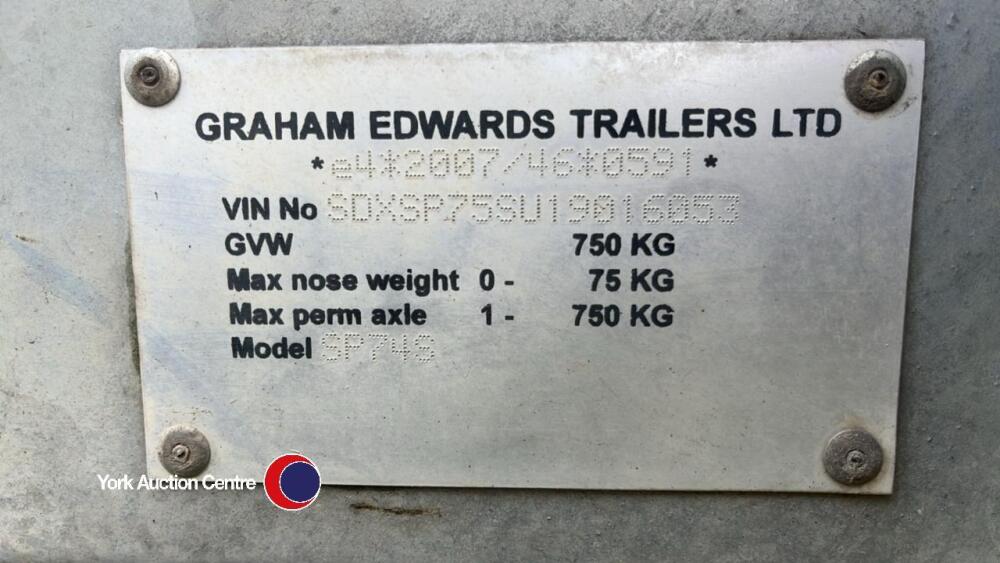 GRAHAM EDWARDS TRAILERS LTD
*e4*2007/46*0591*
VIN No SDXSP75SU19016053
GVW 750 KG
Max nose weight 0 - 75 KG
Max perm axle 1 - 750 KG
Model SP74S
York Auction Centre